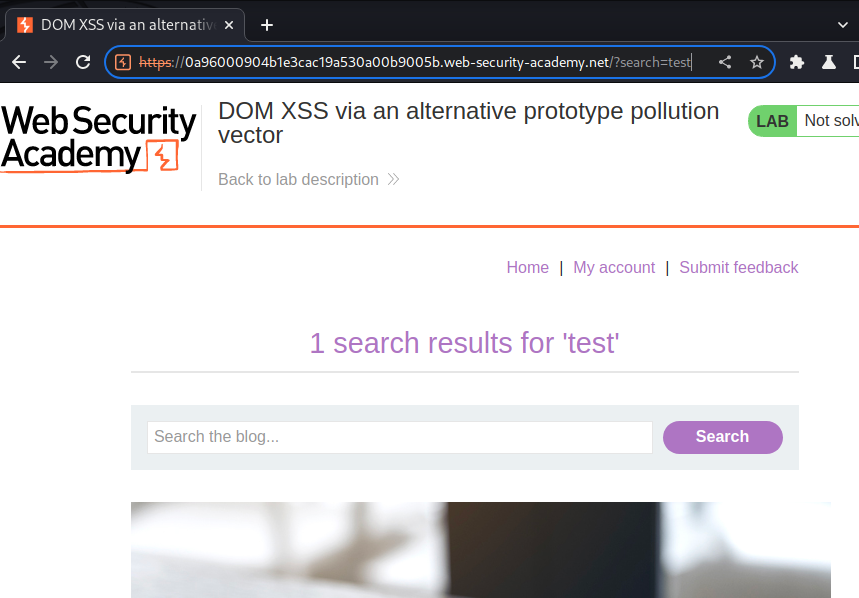 DOM XSS via an alternativ
https://0a96000904b1e3cac19a530a00b9005b.web-security-academy.net/?search=test
Web Security
Academy
DOM XSS via an alternative prototype pollution
vector
LAB Not solv
Back to lab description
Home | My account | Submit feedback
1 search results for 'test'
Search the blog... Search